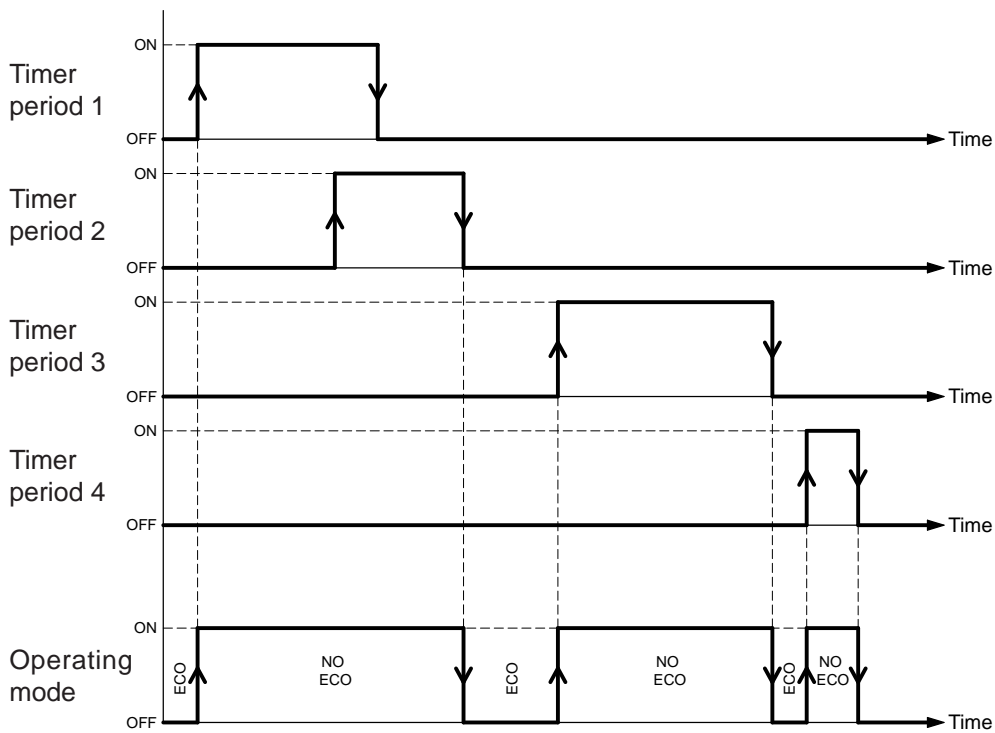 ON
Timer
period 1
OFF
Time
ON
Timer
period 2
OFF
Time
ON
Timer
period 3
OFF
Time
ON
Timer
period 4
OFF
Time
ON
Operating
mode
ECO
NO
ECO
ECO
NO
ECO
ECO
NO
ECO
OFF
Time